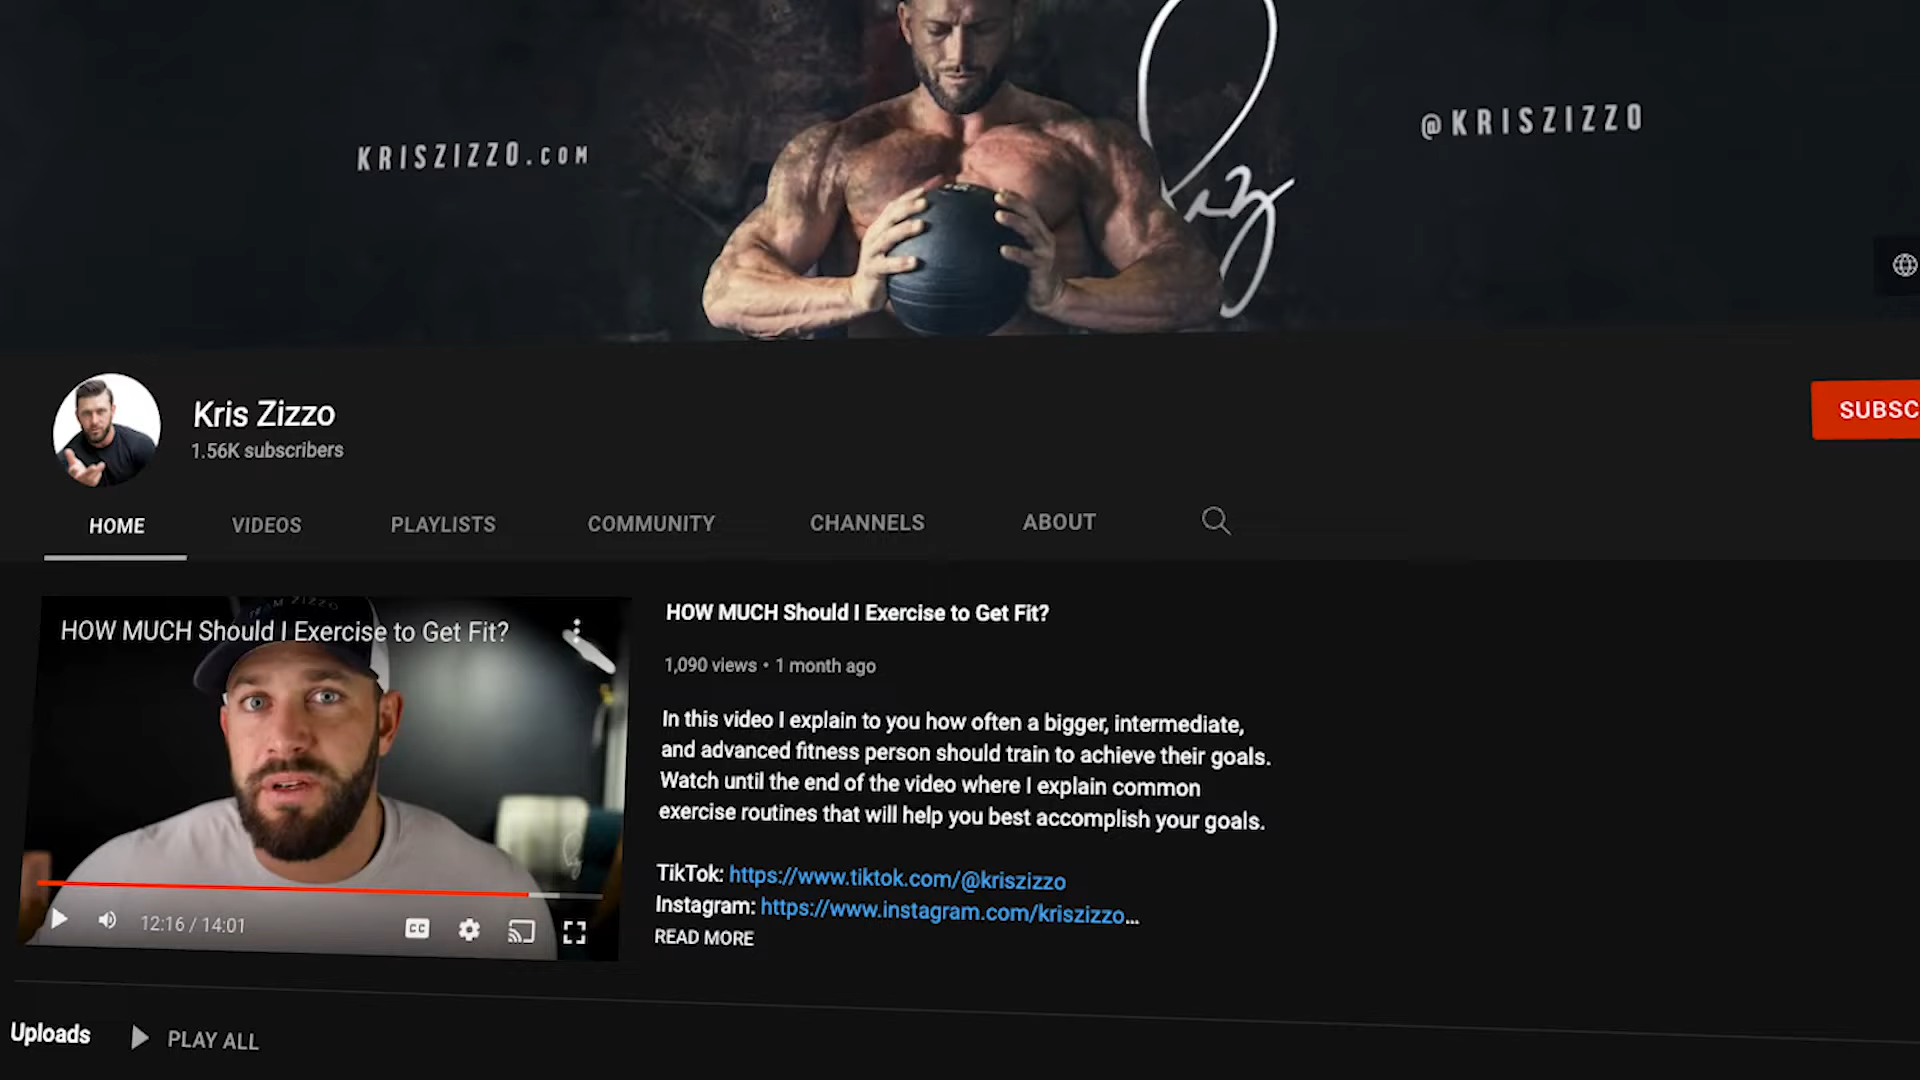 KRISZIZZO.COM
@KRISZIZZO
Kris Zizzo
1.56K subscribers
SUBSC
HOME
VIDEOS
PLAYLISTS
COMMUNITY
CHANNELS
ABOUT
TEAM ZIZZO
HOW MUCH Should I Exercise to Get Fit?
12:16 / 14:01
CC
HOW MUCH Should I Exercise to Get Fit?
1,090 views • 1 month ago
In this video I explain to you how often a bigger, intermediate,
and advanced fitness person should train to achieve their goals.
Watch until the end of the video where I explain common
exercise routines that will help you best accomplish your goals.
TikTok: https://www.tiktok.com/@kriszizzo
Instagram: https://www.instagram.com/kriszizzo...
READ MORE
Uploads
PLAY ALL